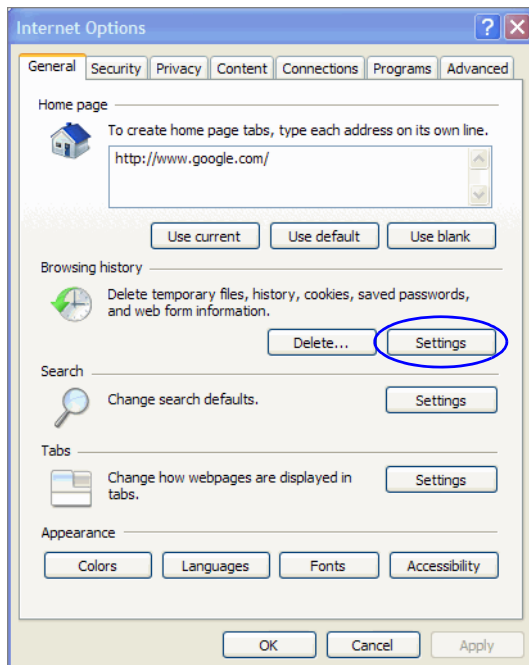 Internet Options
General Security Privacy Content Connections Programs Advanced
Home page
To create home page tabs, type each address on its own line.
http://www.google.com/
Use current Use default Use blank
Browsing history
Delete temporary files, history, cookies, saved passwords,
and web form information.
Delete... Settings
Search
Change search defaults. Settings
Tabs
Change how webpages are displayed in Settings
tabs.
Appearance
Colors Languages Fonts Accessibility
OK Cancel Apply